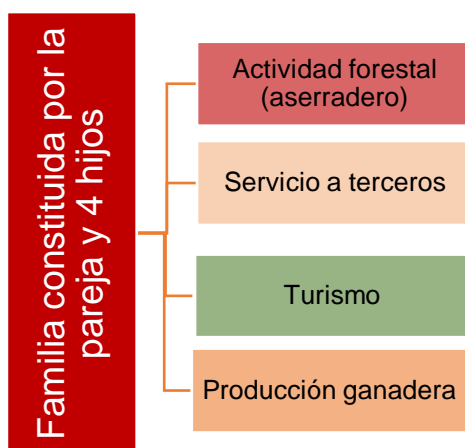 Familia constituida por la
pareja y 4 hijos
Actividad forestal
(aserradero)
Servicio a terceros
Turismo
Producción ganadera